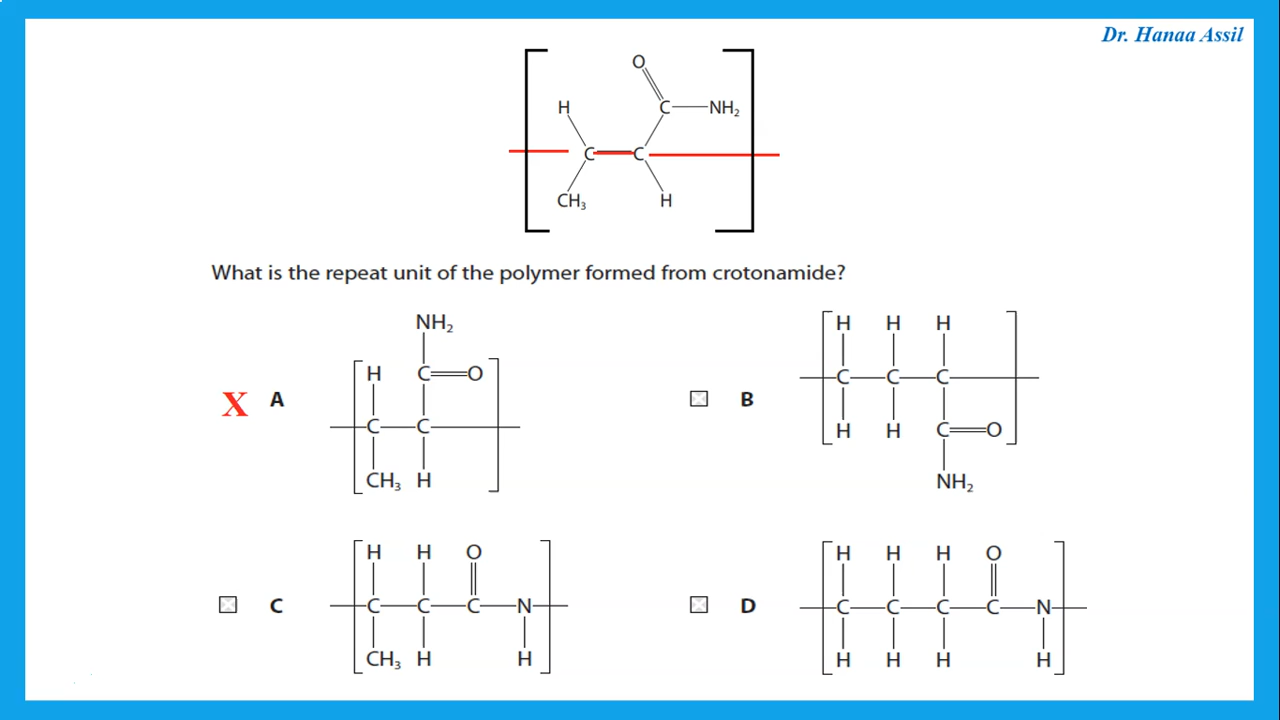 Dr. Hanaa Assil
O
H C NH₂
C C
CH₃ H
What is the repeat unit of the polymer formed from crotonamide?
NH₂
H C O
X A
C C
CH₃ H
H H H
B
C C C
H H C O
NH₂
H H O
C
C C C N
CH₃ H H
H H H O
D
C C C C N
H H H H